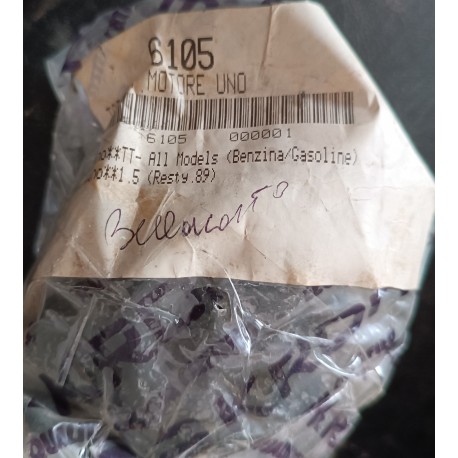 6105
MOTORE UNO
6105 000001
**TT- All Models (Benzina/Gasoline)
**1.5 (Resty.89)